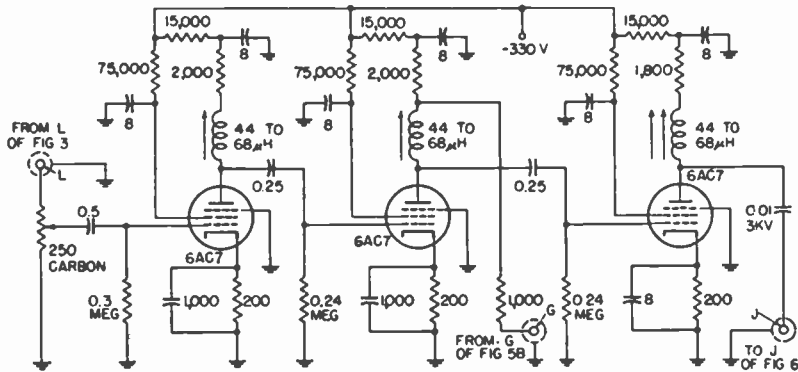 15,000
15,000
-330 V
15,000
8
8
8
75,000
2,000
75,000
2,000
75,000
1,800
8
8
8
FROM L
OF FIG 3
L
44 TO
68μH
44 TO
68μH
44 TO
68μH
0.25
0.25
6AC7
0.01
3KV
0.5
250
CARBON
6AC7
6AC7
0.3
MEG
1,000
200
0.24
MEG
1,000
200
1,000
G
0.24
MEG
8
200
J
FROM G
OF FIG 5B
TO J
OF FIG 6